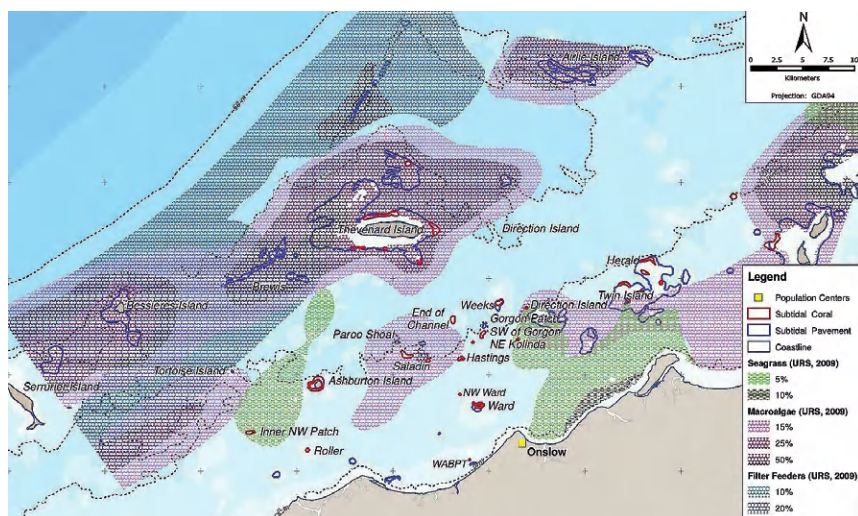 N
0 2.5 5 7.5 10
Kilometers
Projection: GDA94
Airlie Island
Thevenard Island
Direction Island
Brewis
Bessieres Island
Serrurier Island
Tortoise Island
Herald
Twin Island
Weeks
Direction Island
End of
Channel
Gorgon Patch
Paroo Shoal
SW of Gorgon
NE Kolinda
Saladin
Hastings
Ashburton Island
NW Ward
Ward
Inner NW Patch
Roller
WABPT
Onslow
Legend
Population Centers
Subtidal Coral
Subtidal Pavement
Coastline
Seagrass (URS, 2009)
5%
10%
Macroalgae (URS, 2009)
15%
25%
50%
Filter Feeders (URS, 2009)
10%
20%